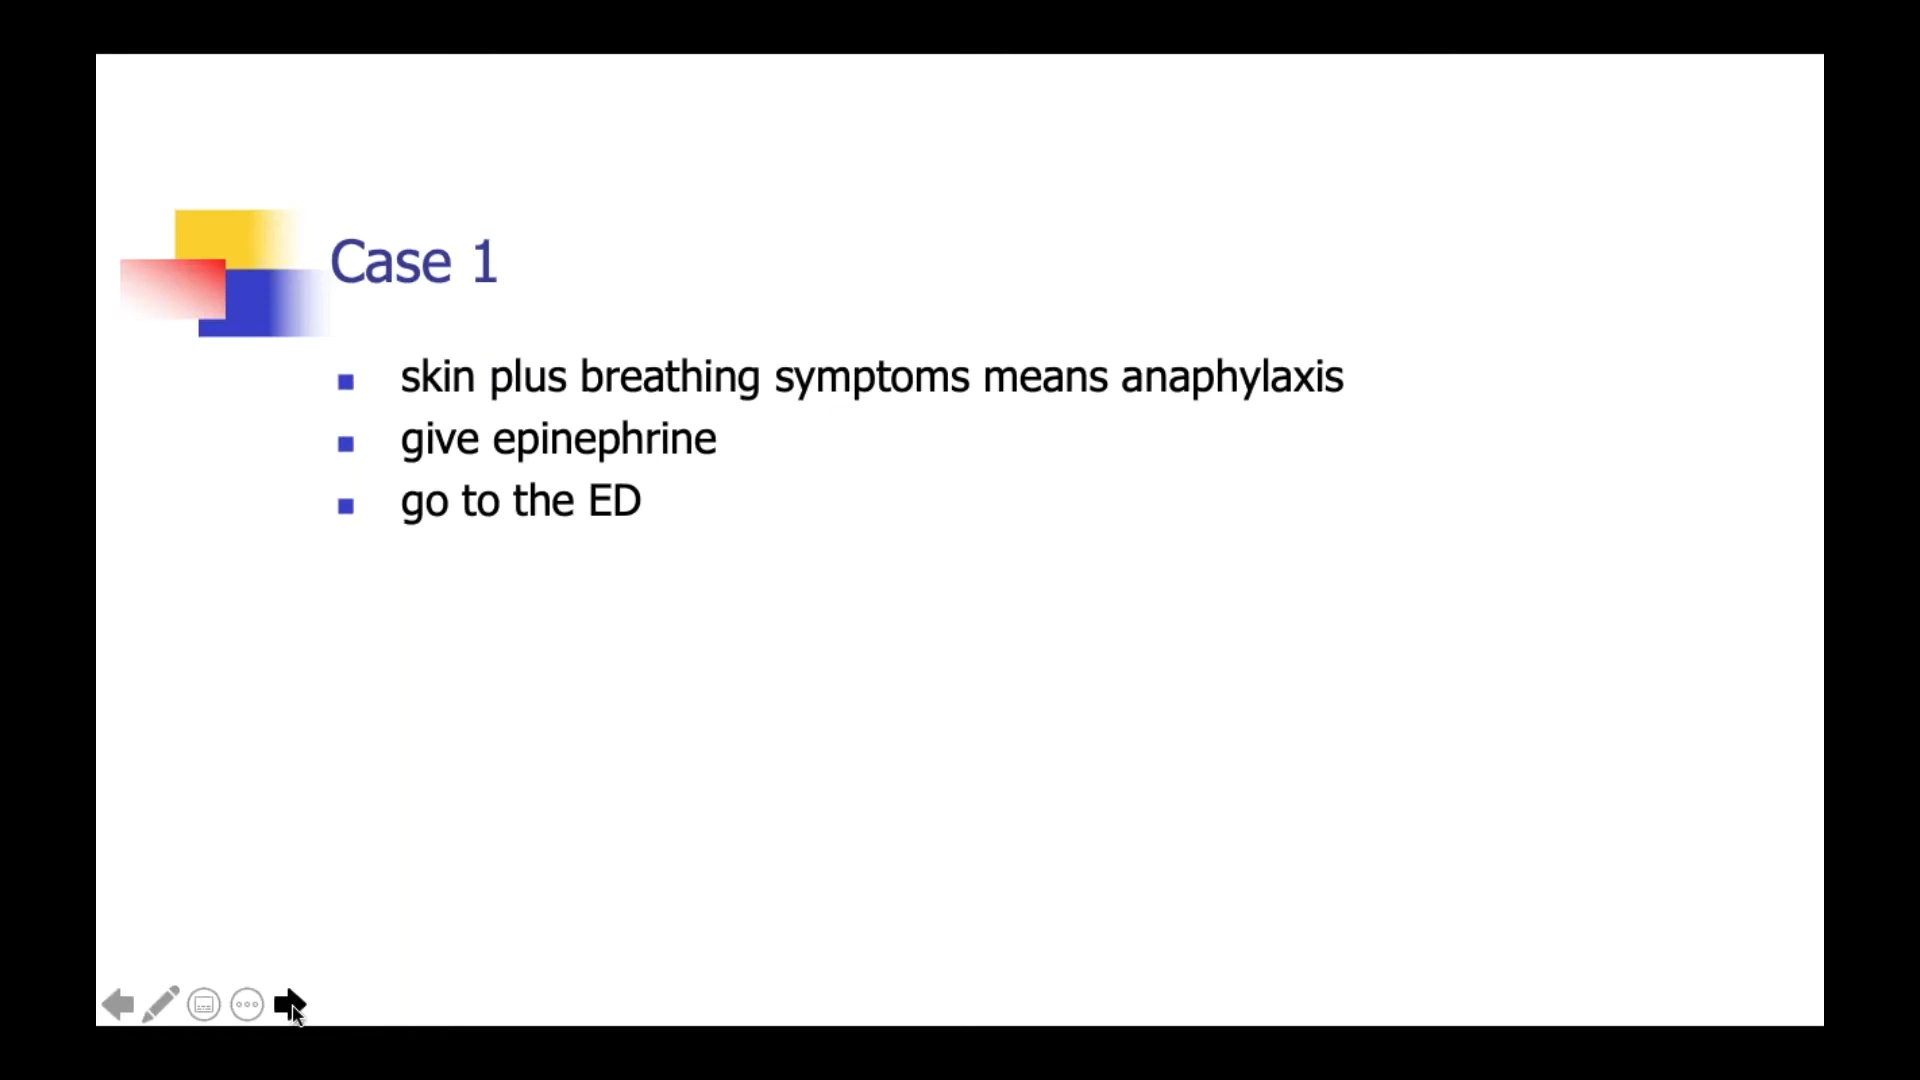 Case 1
skin plus breathing symptoms means anaphylaxis
give epinephrine
go to the ED